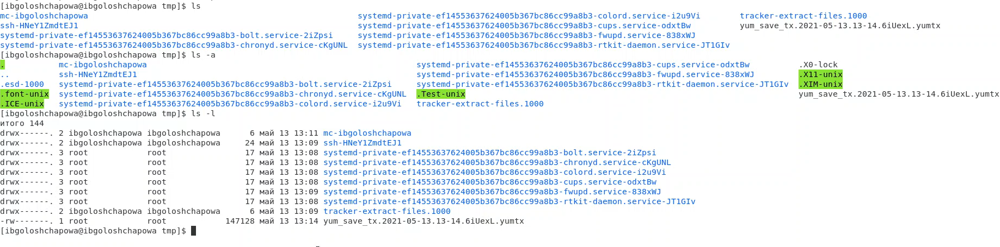 [ibgoloshchapowa@ibgoloshchapowa tmp]$ ls
mc-ibgoloshchapowa systemd-private-ef14553637624005b367bc86cc99a8b3-colord.service-i2u9Vi tracker-extract-files.1000
ssh-HNeY1ZmdtEJ1 systemd-private-ef14553637624005b367bc86cc99a8b3-cups.service-odxtBw yum_save_tx.2021-05-13.13-14.6iUexL.yumtx
systemd-private-ef14553637624005b367bc86cc99a8b3-bolt.service-2iZpsi systemd-private-ef14553637624005b367bc86cc99a8b3-fwupd.service-838xWJ
systemd-private-ef14553637624005b367bc86cc99a8b3-chronyd.service-cKgUNL systemd-private-ef14553637624005b367bc86cc99a8b3-rtkit-daemon.service-JT1GIv
[ibgoloshchapowa@ibgoloshchapowa tmp]$ ls -a
. mc-ibgoloshchapowa systemd-private-ef14553637624005b367bc86cc99a8b3-cups.service-odxtBw .X0-lock
.. ssh-HNeY1ZmdtEJ1 systemd-private-ef14553637624005b367bc86cc99a8b3-fwupd.service-838xWJ .X11-unix
.esd-1000 systemd-private-ef14553637624005b367bc86cc99a8b3-bolt.service-2iZpsi systemd-private-ef14553637624005b367bc86cc99a8b3-rtkit-daemon.service-JT1GIv .XIM-unix
.font-unix systemd-private-ef14553637624005b367bc86cc99a8b3-chronyd.service-cKgUNL .Test-unix yum_save_tx.2021-05-13.13-14.6iUexL.yumtx
.ICE-unix systemd-private-ef14553637624005b367bc86cc99a8b3-colord.service-i2u9Vi tracker-extract-files.1000
[ibgoloshchapowa@ibgoloshchapowa tmp]$ ls -l
итого 144
drwx------. 2 ibgoloshchapowa ibgoloshchapowa 6 май 13 13:11 mc-ibgoloshchapowa
drwx------. 2 ibgoloshchapowa ibgoloshchapowa 24 май 13 13:09 ssh-HNeY1ZmdtEJ1
drwx------. 3 root root 17 май 13 13:08 systemd-private-ef14553637624005b367bc86cc99a8b3-bolt.service-2iZpsi
drwx------. 3 root root 17 май 13 13:08 systemd-private-ef14553637624005b367bc86cc99a8b3-chronyd.service-cKgUNL
drwx------. 3 root root 17 май 13 13:08 systemd-private-ef14553637624005b367bc86cc99a8b3-colord.service-i2u9Vi
drwx------. 3 root root 17 май 13 13:08 systemd-private-ef14553637624005b367bc86cc99a8b3-cups.service-odxtBw
drwx------. 3 root root 17 май 13 13:09 systemd-private-ef14553637624005b367bc86cc99a8b3-fwupd.service-838xWJ
drwx------. 3 root root 17 май 13 13:08 systemd-private-ef14553637624005b367bc86cc99a8b3-rtkit-daemon.service-JT1GIv
drwx------. 2 ibgoloshchapowa ibgoloshchapowa 6 май 13 13:09 tracker-extract-files.1000
-rw-------. 1 root root 147128 май 13 13:14 yum_save_tx.2021-05-13.13-14.6iUexL.yumtx
[ibgoloshchapowa@ibgoloshchapowa tmp]$